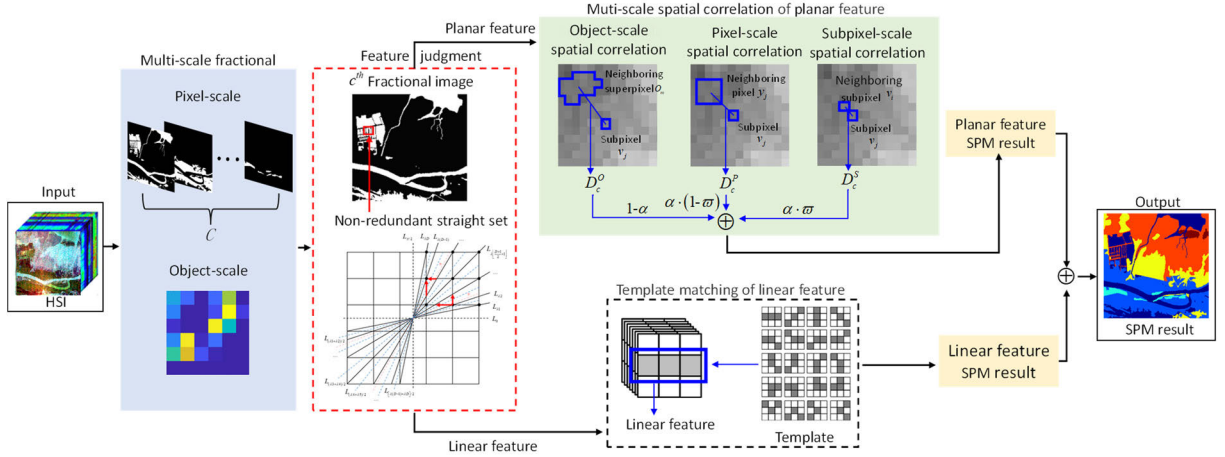 Input
HSI
Multi-scale fractional
Pixel-scale
C
Object-scale
Feature judgment
c^th Fractional image
Non-redundant straight set
Planar feature
Linear feature
Muti-scale spatial correlation of planar feature
Object-scale
spatial correlation
Neighboring
superpixel
Subpixel
v_j
D_c^O
Pixel-scale
spatial correlation
Neighboring
pixel y_j
Subpixel
v_j
D_c^P
Subpixel-scale
spatial correlation
Neighboring
subpixel v_i
Subpixel
v_j
D_c^S
1-α
α·(1-ϖ)
α·ϖ
Template matching of linear feature
Linear feature
Template
Planar feature
SPM result
Linear feature
SPM result
Output
SPM result